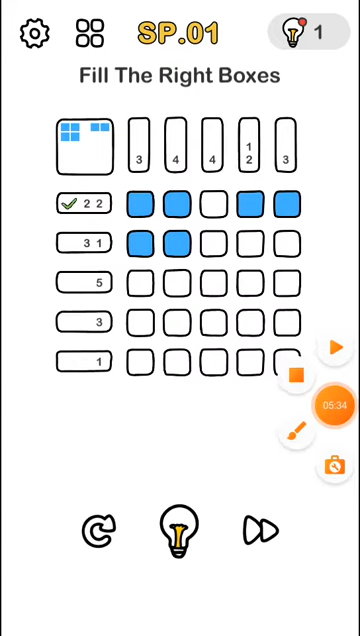 SP.01
1
Fill The Right Boxes
3 4 4 1 3
2
2 2
3 1
5
3
1
05:34